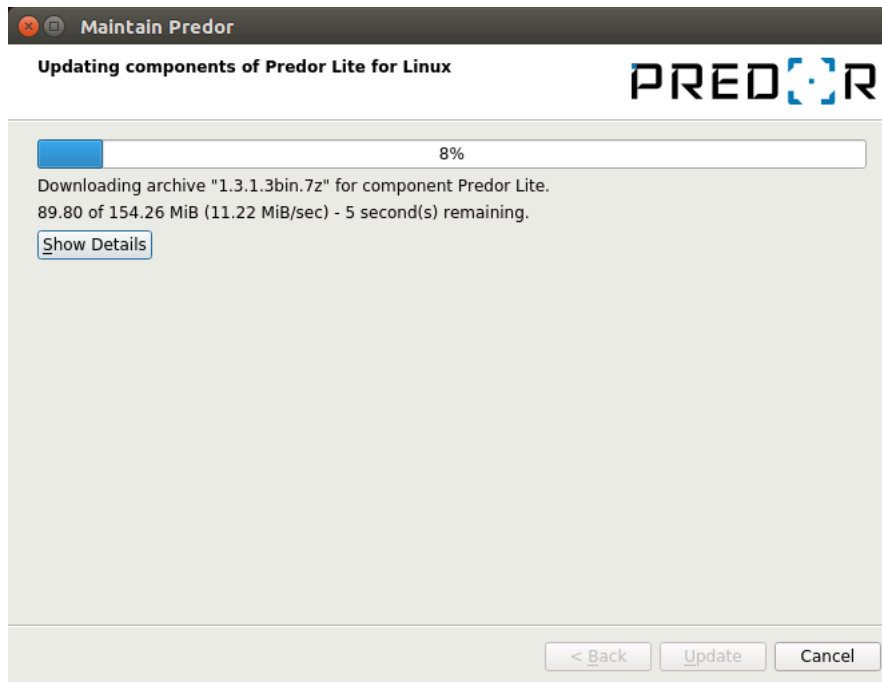 Maintain Predor
Updating components of Predor Lite for Linux
PREDOR
8%
Downloading archive "1.3.1.3bin.7z" for component Predor Lite.
89.80 of 154.26 MiB (11.22 MiB/sec) - 5 second(s) remaining.
Show Details
< Back
Update
Cancel